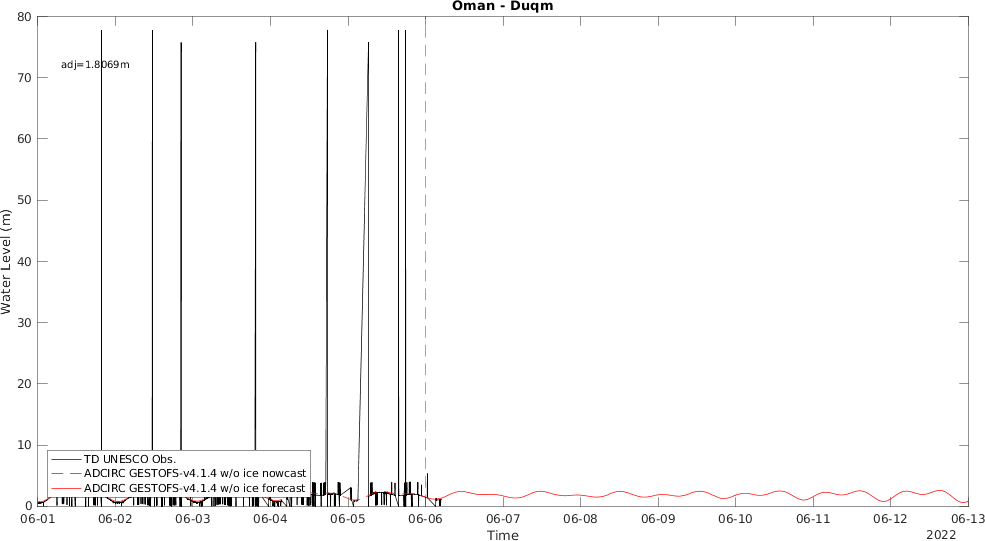 Oman - Duqm
80
70
60
50
40
30
20
10
0
Water Level (m)
adj=1.8069m
TD UNESCO Obs.
ADCIRC GESTOFS-v4.1.4 w/o ice nowcast
ADCIRC GESTOFS-v4.1.4 w/o ice forecast
06-01 06-02 06-03 06-04 06-05 06-06 06-07 06-08 06-09 06-10 06-11 06-12 06-13
Time
2022